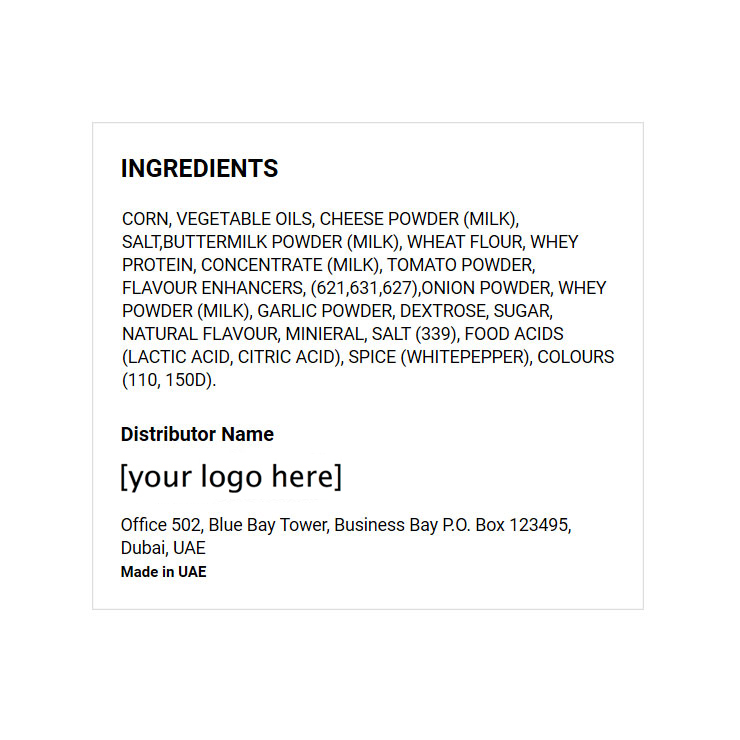 INGREDIENTS
CORN, VEGETABLE OILS, CHEESE POWDER (MILK),
SALT,BUTTERMILK POWDER (MILK), WHEAT FLOUR, WHEY
PROTEIN, CONCENTRATE (MILK), TOMATO POWDER,
FLAVOUR ENHANCERS, (621,631,627),ONION POWDER, WHEY
POWDER (MILK), GARLIC POWDER, DEXTROSE, SUGAR,
NATURAL FLAVOUR, MINIERAL, SALT (339), FOOD ACIDS
(LACTIC ACID, CITRIC ACID), SPICE (WHITEPEPPER), COLOURS
(110, 150D).
Distributor Name
[your logo here]
Office 502, Blue Bay Tower, Business Bay P.O. Box 123495,
Dubai, UAE
Made in UAE